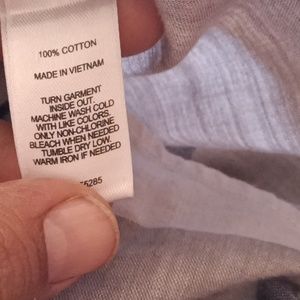 100% COTTON
MADE IN VIETNAM
TURN GARMENT
INSIDE OUT.
MACHINE WASH COLD
WITH LIKE COLORS.
ONLY NON-CHLORINE
BLEACH WHEN NEEDED
TUMBLE DRY LOW.
WARM IRON IF NEEDED
5285